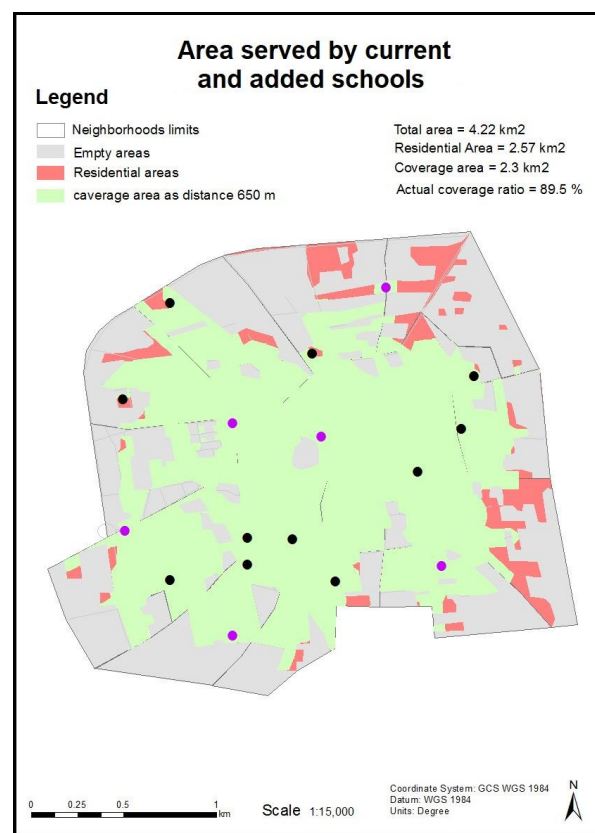 Area served by current
and added schools
Legend
Neighborhoods limits
Empty areas
Residential areas
caverage area as distance 650 m
Total area = 4.22 km2
Residential Area = 2.57 km2
Coverage area = 2.3 km2
Actual coverage ratio = 89.5 %
0 0.25 0.5 1
km
Scale 1:15,000
Coordinate System: GCS WGS 1984
Datum: WGS 1984
Units: Degree
N